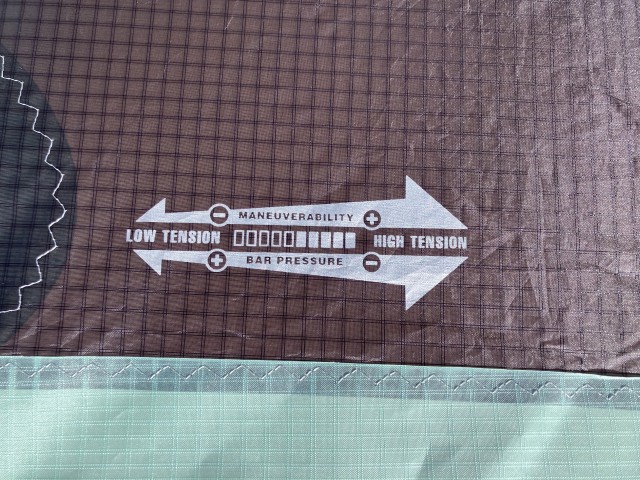 - MANEUVERABILITY +
LOW TENSION HIGH TENSION
+ BAR PRESSURE -